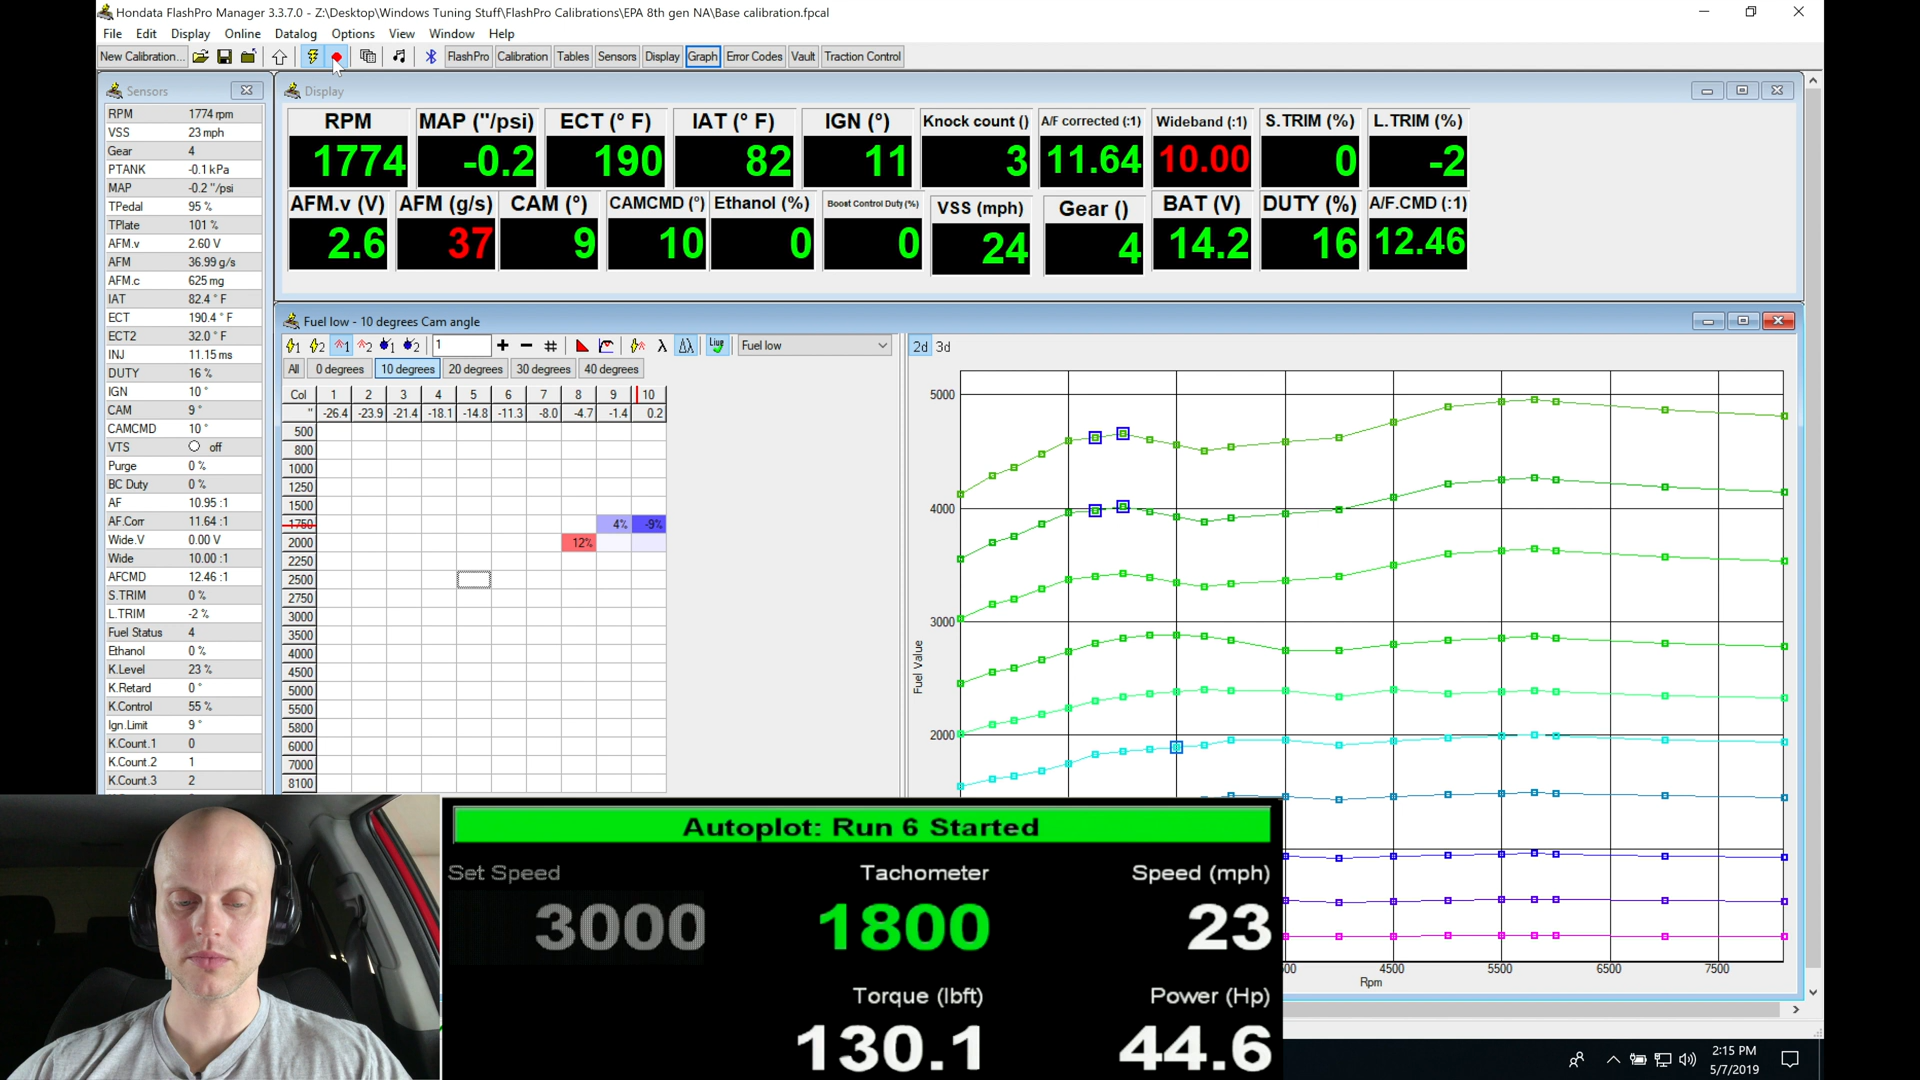 Hondata FlashPro Manager 3.3.7.0 - Z:\Desktop\Windows Tuning Stuff\FlashPro Calibrations\EPA 8th gen NA\Base calibration.fpcal
File Edit Display Online Datalog Options View Window Help
New Calibration... FlashPro Calibration Tables Sensors Display Graph Error Codes Vault Traction Control
Sensors
RPM 1774 rpm
VSS 23 mph
Gear 4
PTANK -0.1 kPa
MAP -0.2 "/psi
TPedal 95 %
TPlate 101 %
AFM.v 2.60 V
AFM 36.99 g/s
AFM.c 625 mg
IAT 82.4 ° F
ECT 190.4 ° F
ECT2 32.0 ° F
INJ 11.15 ms
DUTY 16 %
IGN 10 °
CAM 9 °
CAMCMD 10 °
VTS off
Purge 0 %
BC Duty 0 %
AF 10.95 :1
AF.Corr 11.64 :1
Wide.V 0.00 V
Wide 10.00 :1
AFCMD 12.46 :1
S.TRIM 0 %
L.TRIM -2 %
Fuel Status 4
Ethanol 0 %
K.Level 23 %
K.Retard 0 °
K.Control 55 %
Ign.Limit 9 °
K.Count.1 0
K.Count.2 1
K.Count.3 2
Display
RPM MAP ("/psi) ECT (° F) IAT (° F) IGN (°) Knock count () A/F corrected (:1) Wideband (:1) S.TRIM (%) L.TRIM (%)
1774 -0.2 190 82 11 3 11.64 10.00 0 -2
AFM.v (V) AFM (g/s) CAM (°) CAMCMD (°) Ethanol (%) Boost Control Duty (%) VSS (mph) Gear () BAT (V) DUTY (%) A/F.CMD (:1)
2.6 37 9 10 0 0 24 4 14.2 16 12.46
Fuel low - 10 degrees Cam angle
1 2 1 2 1 2 1 + - # λ Δλ Live Fuel low
All 0 degrees 10 degrees 20 degrees 30 degrees 40 degrees
Col 1 2 3 4 5 6 7 8 9 10
" -26.4 -23.9 -21.4 -18.1 -14.8 -11.3 -8.0 -4.7 -1.4 0.2
500
800
1000
1250
1500
1750 4% -9%
2000 12%
2250
2500
2750
3000
3500
4000
4500
5000
5500
5800
6000
7000
8100
2d 3d
5000
4000
3000
2000
Fuel Value
4500 5500 6500 7500
Rpm
Autoplot: Run 6 Started
Set Speed Tachometer Speed (mph)
3000 1800 23
Torque (lbft) Power (Hp)
130.1 44.6
2:15 PM
5/7/2019